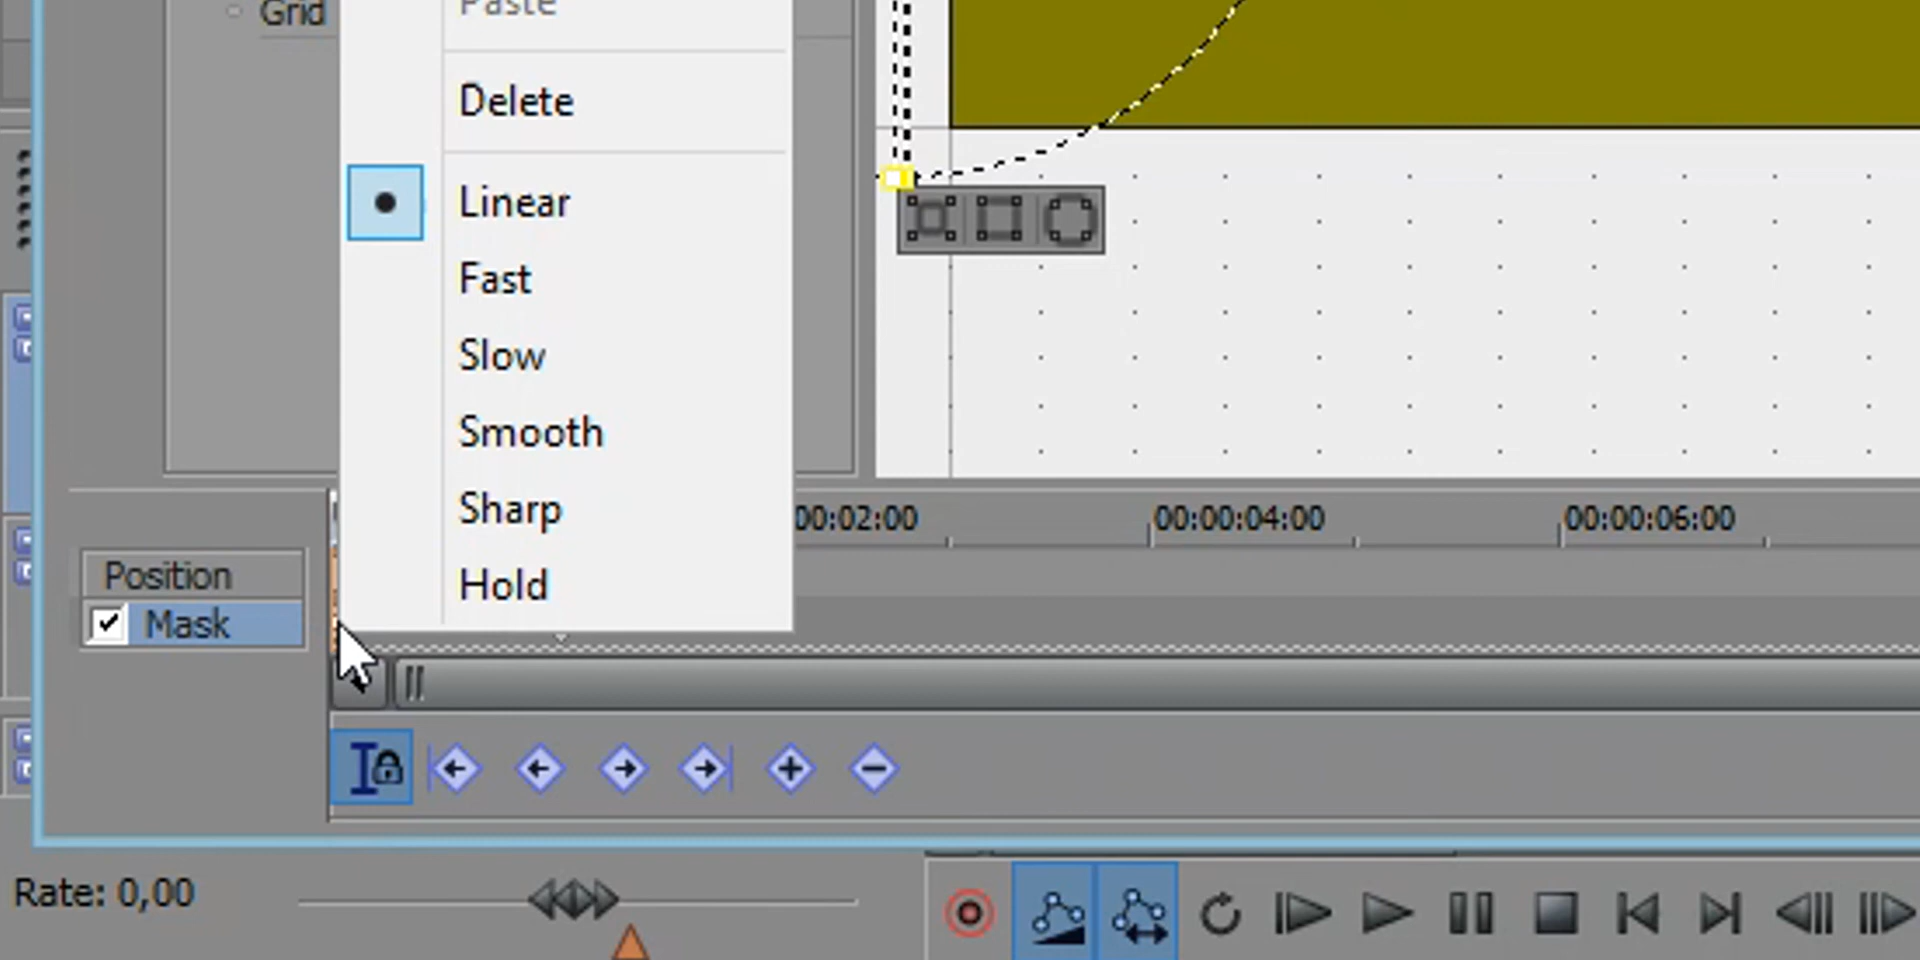 Grid
Paste
Delete
Linear
Fast
Slow
Smooth
Sharp
Hold
00:02:00
00:00:04:00
00:00:06:00
Position
Mask
Rate: 0,00